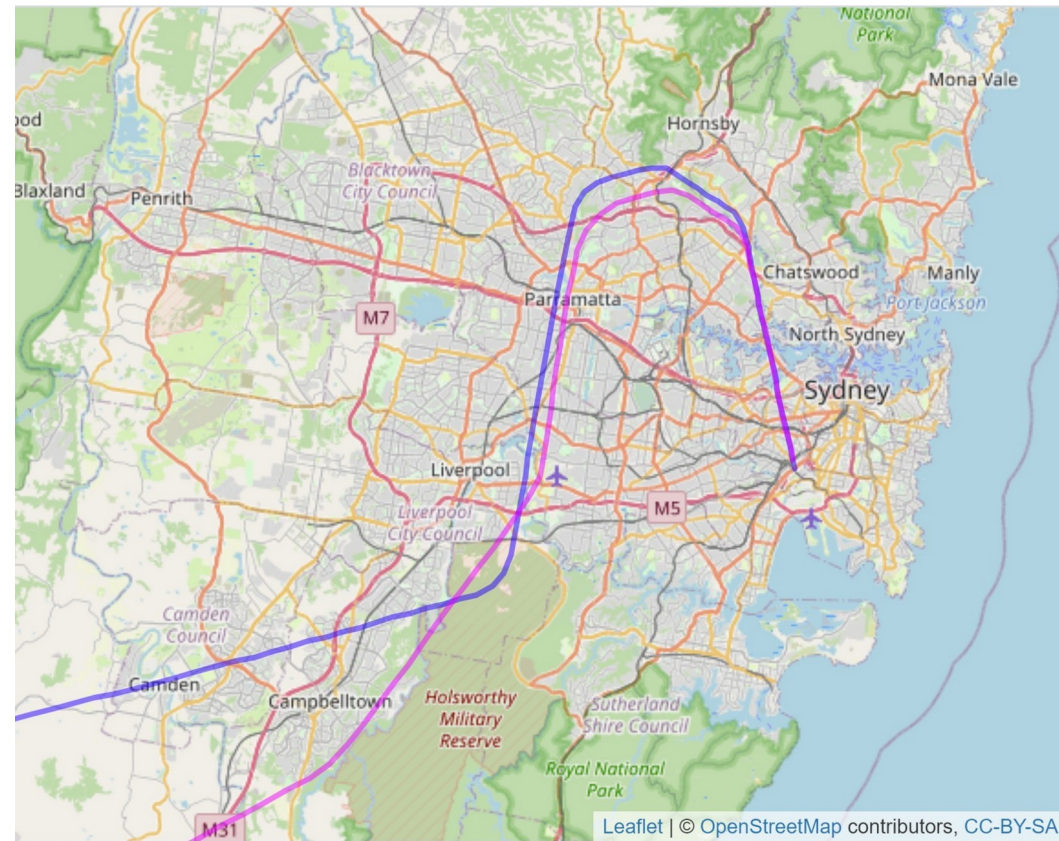 National
Park
Mona Vale
ood
Hornsby
Blacktown
City Council
Blaxland
Penrith
Chatswood
Manly
Parramatta
Port Jackson
M7
North Sydney
Sydney
Liverpool
M5
Liverpool
City Council
Camden
Council
Camden
Campbelltown
Holsworthy
Military
Reserve
Sutherland
Shire Council
Royal National
Park
M31
Leaflet | © OpenStreetMap contributors, CC-BY-SA